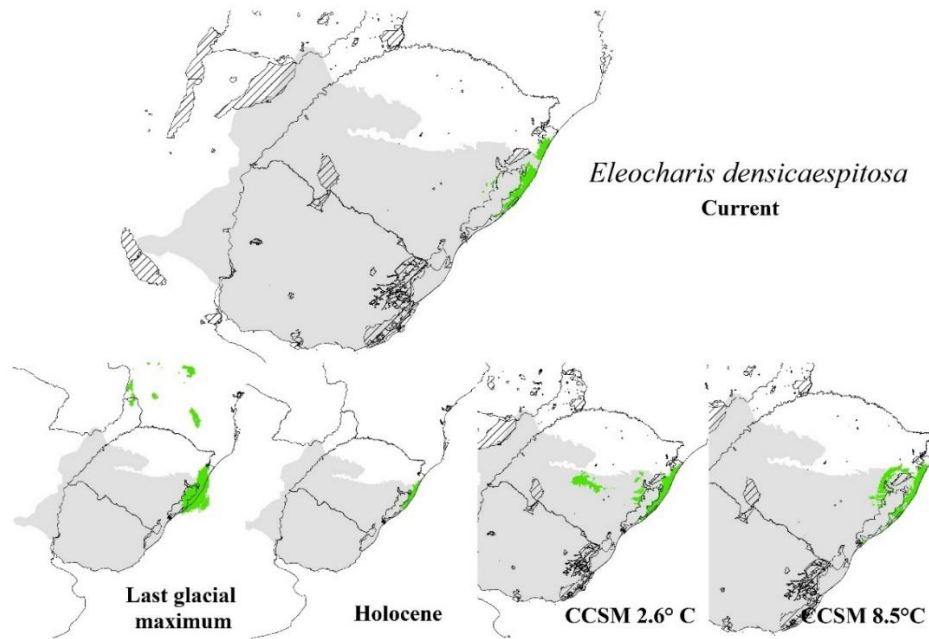 Eleocharis densicaespitosa
Current
Last glacial
maximum
Holocene
CCSM 2.6° C
CCSM 8.5°C